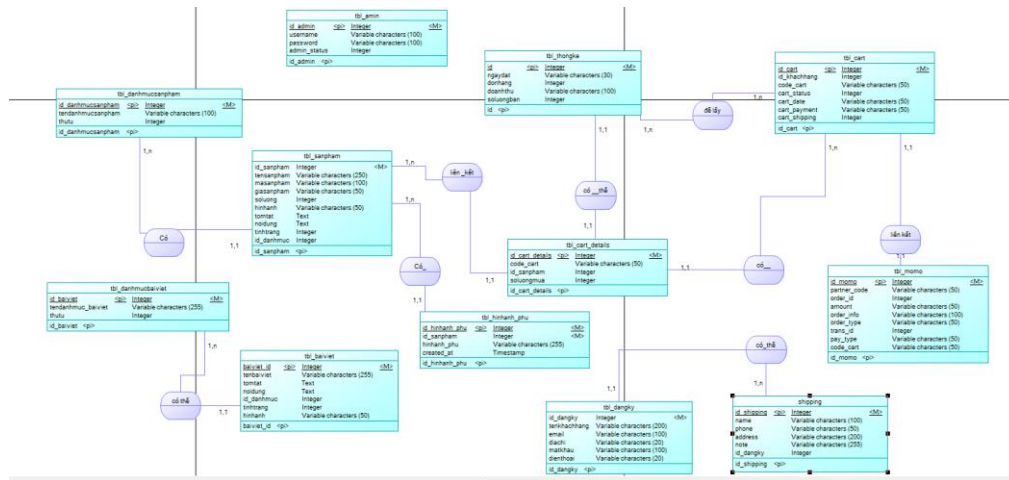 tbl_amin
id_admin <pi> Integer <M>
username Variable characters (100)
password Variable characters (100)
admin_status Integer
id_admin <pi>
tbl_thongke
id <pi> Integer <M>
ngaydat Variable characters (30)
donhang Integer
doanhthu Variable characters (100)
soluongban Integer
id <pi>
tbl_cart
id_cart <pi> Integer <M>
id_khachhang Integer
code_cart Variable characters (50)
cart_status Integer
cart_date Variable characters (50)
cart_payment Variable characters (50)
cart_shipping Integer
id_cart <pi>
tbl_danhmucsanpham
id_danhmucsanpham <pi> Integer <M>
tendanhmucsanpham Variable characters (100)
thutu Integer
id_danhmucsanpham <pi>
1,n
để lấy
1,n
1,n
1,1
1,n
1,1
tbl_sanpham
id_sanpham Integer <M>
tensanpham Variable characters (250)
masanpham Variable characters (100)
giasanpham Variable characters (50)
soluong Integer
hinhanh Variable characters (50)
tomtat Text
noidung Text
tinhtrang Integer
id_danhmuc Integer
id_sanpham <pi>
1,n
liên _kết
1,n
có __thể
Có
1,1
1,1
1,1
Có_
1,1
tbl_cart_details
id_cart_details <pi> Integer <M>
code_cart Variable characters (50)
id_sanpham Integer
soluongmua Integer
id_cart_details <pi>
1,1
có__
liên kết
1,1
tbl_momo
id_momo <pi> Integer <M>
partner_code Variable characters (50)
order_id Integer
amount Variable characters (50)
order_info Variable characters (100)
order_type Variable characters (50)
trans_id Integer
pay_type Variable characters (50)
code_cart Variable characters (50)
id_momo <pi>
tbl_danhmucbaiviet
id_baiviet <pi> Integer <M>
tendanhmuc_baiviet Variable characters (255)
thutu Integer
id_baiviet <pi>
1,n
tbl_hinhanh_phu
id_hinhanh_phu <pi> Integer <M>
id_sanpham Integer <M>
hinhanh_phu Variable characters (255)
created_at Timestamp
id_hinhanh_phu <pi>
tbl_baiviet
baiviet_id <pi> Integer <M>
tenbaiviet Variable characters (255)
tomtat Text
noidung Text
id_danhmuc Integer
tinhtrang Integer
hinhanh Variable characters (50)
baiviet_id <pi>
có thể
1,1
1,1
có_thể
1,n
tbl_dangky
id_dangky Integer <M>
tenkhachhang Variable characters (200)
email Variable characters (100)
diachi Variable characters (20)
matkhau Variable characters (100)
dienthoai Variable characters (20)
id_dangky <pi>
shipping
id_shipping <pi> Integer <M>
name Variable characters (100)
phone Variable characters (50)
address Variable characters (200)
note Variable characters (255)
id_dangky Integer
id_shipping <pi>